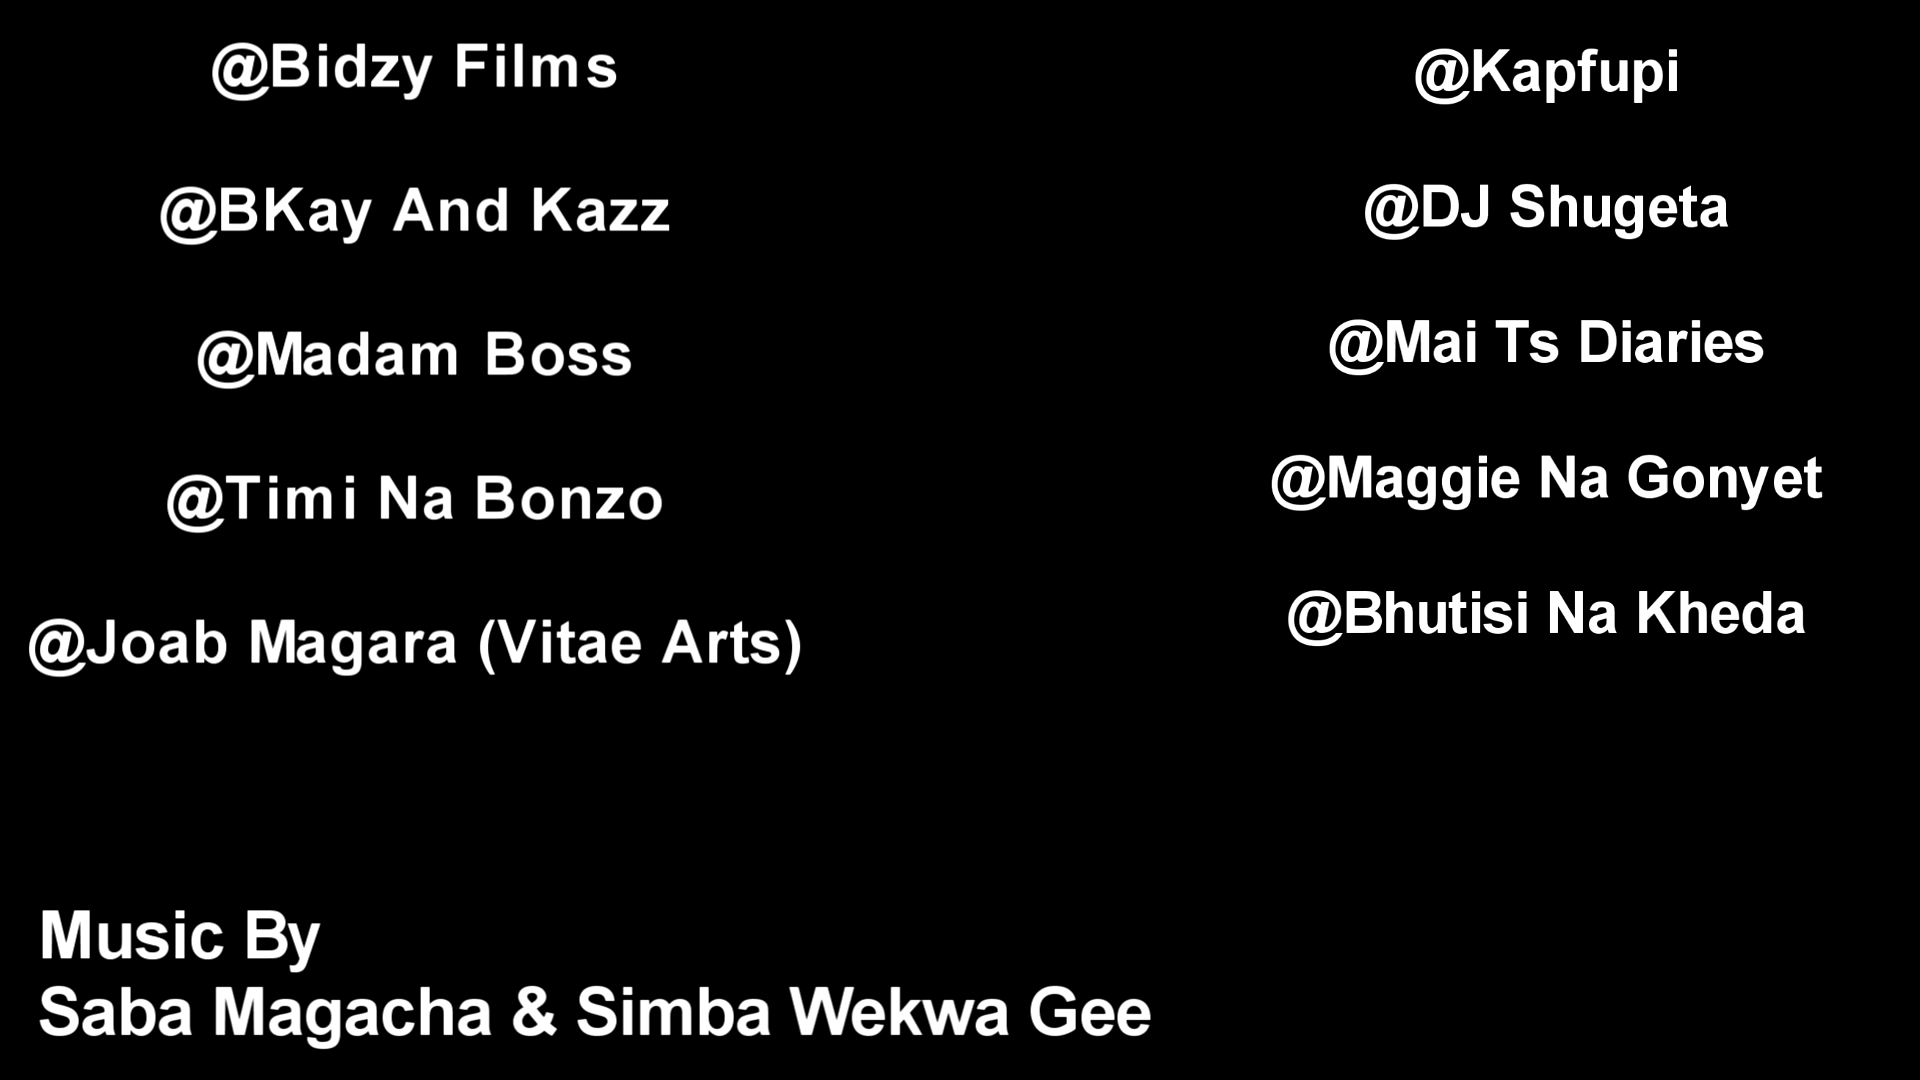 @Bidzy Films
@BKay And Kazz
@Madam Boss
@Timi Na Bonzo
@Joab Magara (Vitae Arts)
@Kapfupi
@DJ Shugeta
@Mai Ts Diaries
@Maggie Na Gonyet
@Bhutisi Na Kheda
Music By
Saba Magacha & Simba Wekwa Gee